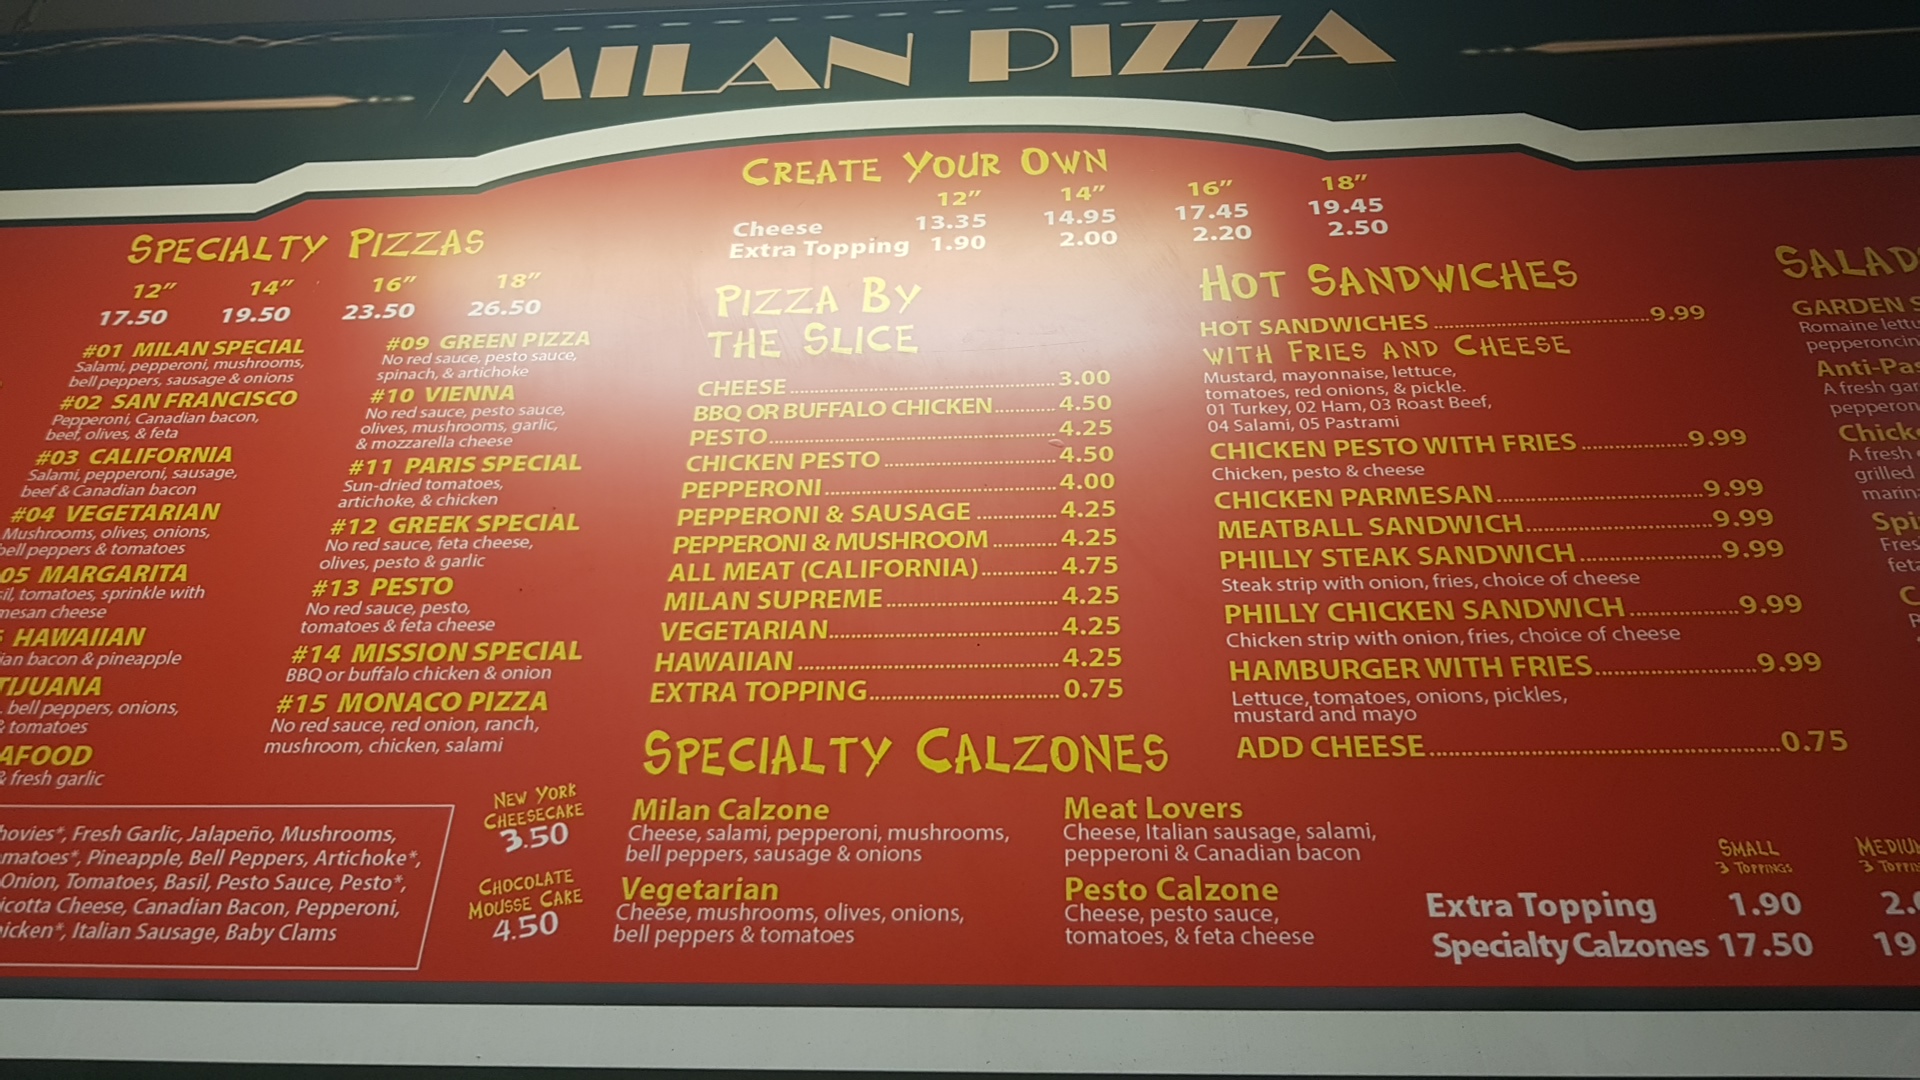 MILAN PIZZA
CREATE YOUR OWN
12" 14" 16" 18"
Cheese 13.35 14.95 17.45 19.45
Extra Topping 1.90 2.00 2.20 2.50
SPECIALTY PIZZAS
12" 14" 16" 18"
17.50 19.50 23.50 26.50
#01 MILAN SPECIAL
Salami, pepperoni, mushrooms,
bell peppers, sausage & onions
#02 SAN FRANCISCO
Pepperoni, Canadian bacon,
beef, olives, & feta
#03 CALIFORNIA
Salami, pepperoni, sausage,
beef & Canadian bacon
#04 VEGETARIAN
Mushrooms, olives, onions,
bell peppers & tomatoes
05 MARGARITA
tomatoes, sprinkle with
cheese
HAWAIIAN
bacon & pineapple
TIJUANA
bell peppers, onions,
& tomatoes
& fresh garlic
#09 GREEN PIZZA
No red sauce, pesto sauce,
spinach, & artichoke
#10 VIENNA
No red sauce, pesto sauce,
olives, mushrooms, garlic,
& mozzarella cheese
#11 PARIS SPECIAL
Sun-dried tomatoes,
artichoke, & chicken
#12 GREEK SPECIAL
No red sauce, feta cheese,
olives, pesto & garlic
#13 PESTO
No red sauce, pesto,
tomatoes & feta cheese
#14 MISSION SPECIAL
BBQ or buffalo chicken & onion
#15 MONACO PIZZA
No red sauce, red onion, ranch,
mushroom, chicken, salami
Fresh Garlic, Jalapeño, Mushrooms,
Pineapple, Bell Peppers, Artichoke*,
Onion, Tomatoes, Basil, Pesto Sauce, Pesto*,
Cheese, Canadian Bacon, Pepperoni,
Italian Sausage, Baby Clams
NEW YORK
CHEESECAKE
3.50
CHOCOLATE
MOUSSE CAKE
4.50
PIZZA BY
THE SLICE
CHEESE 3.00
BBQ OR BUFFALO CHICKEN 4.50
PESTO 4.25
CHICKEN PESTO 4.50
PEPPERONI 4.00
PEPPERONI & SAUSAGE 4.25
PEPPERONI & MUSHROOM 4.25
ALL MEAT (CALIFORNIA) 4.75
MILAN SUPREME 4.25
VEGETARIAN 4.25
HAWAIIAN 4.25
EXTRA TOPPING 0.75
SPECIALTY CALZONES
Milan Calzone
Cheese, salami, pepperoni, mushrooms,
bell peppers, sausage & onions
Vegetarian
Cheese, mushrooms, olives, onions,
bell peppers & tomatoes
Meat Lovers
Cheese, Italian sausage, salami,
pepperoni & Canadian bacon
Pesto Calzone
Cheese, pesto sauce,
tomatoes, & feta cheese
HOT SANDWICHES
HOT SANDWICHES 9.99
WITH FRIES AND CHEESE
Mustard, mayonnaise, lettuce,
tomatoes, red onions, & pickle.
01 Turkey, 02 Ham, 03 Roast Beef,
04 Salami, 05 Pastrami
CHICKEN PESTO WITH FRIES 9.99
Chicken, pesto & cheese
CHICKEN PARMESAN 9.99
MEATBALL SANDWICH 9.99
PHILLY STEAK SANDWICH 9.99
Steak strip with onion, fries, choice of cheese
PHILLY CHICKEN SANDWICH 9.99
Chicken strip with onion, fries, choice of cheese
HAMBURGER WITH FRIES 9.99
Lettuce, tomatoes, onions, pickles,
mustard and mayo
ADD CHEESE 0.75
SMALL
3 TOPPINGS
Extra Topping 1.90
Specialty Calzones 17.50
GARDEN
Romaine
A fresh
A fresh
grilled